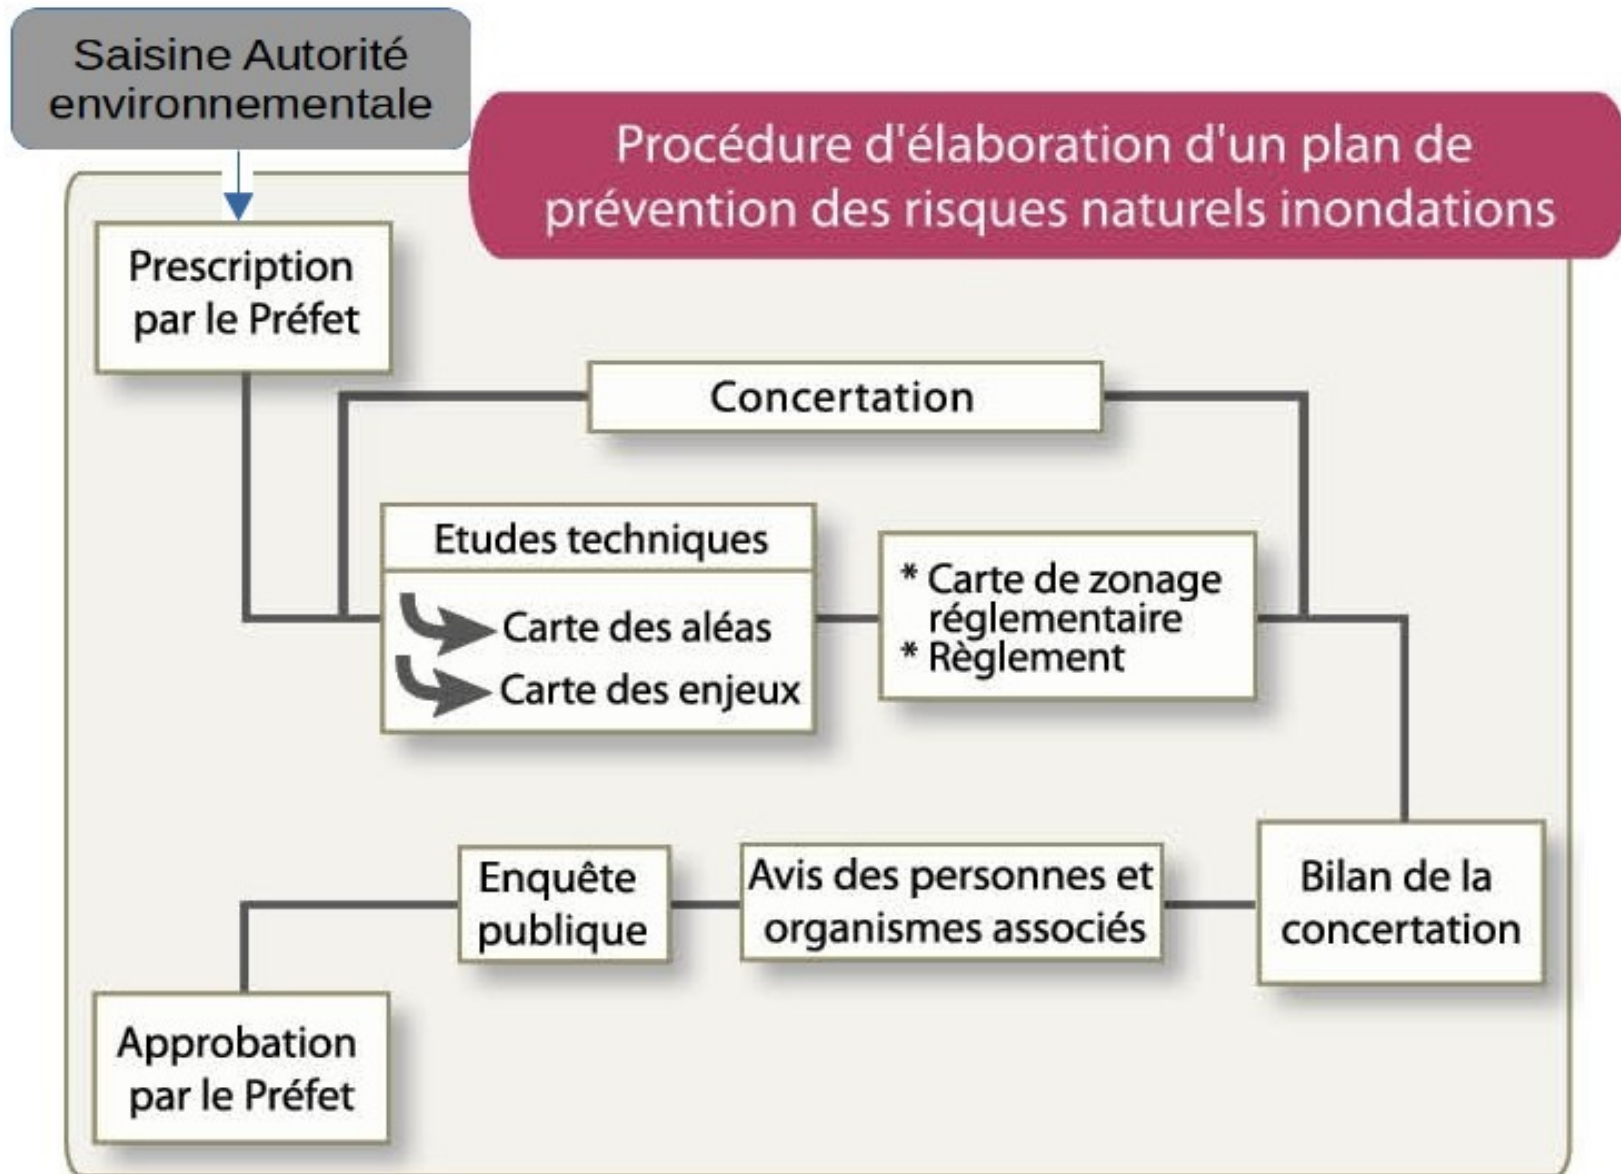 Saisine Autorité
environnementale
Procédure d'élaboration d'un plan de
prévention des risques naturels inondations
Prescription
par le Préfet
Concertation
Etudes techniques
Carte des aléas
Carte des enjeux
* Carte de zonage
réglementaire
* Règlement
Bilan de la
concertation
Avis des personnes et
organismes associés
Enquête
publique
Approbation
par le Préfet